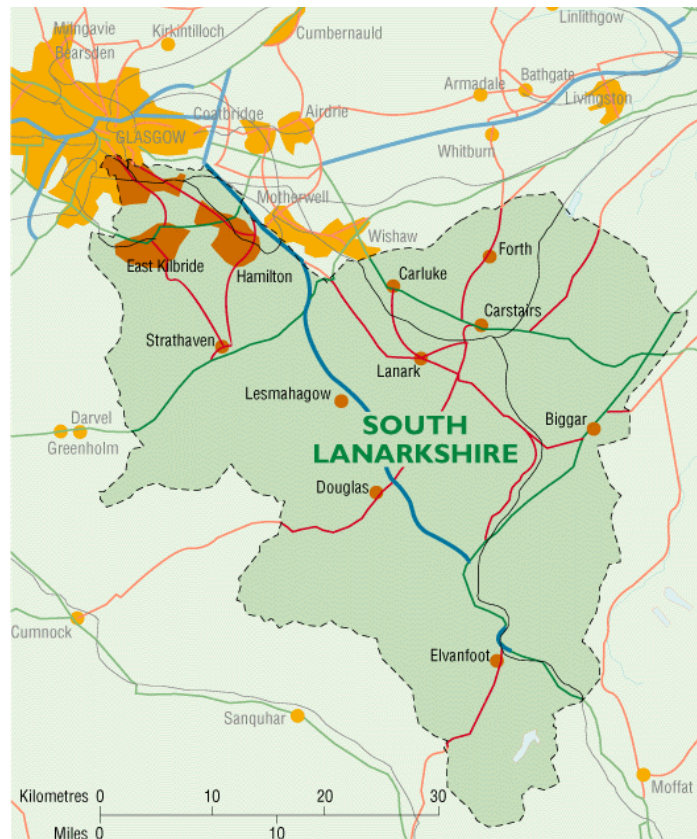 Milngavie
Kirkintilloch
Cumbernauld
Linlithgow
Bearsden
Bathgate
Armadale
Livingston
Coatbridge
Airdrie
GLASGOW
Whitburn
Motherwell
Wishaw
East Kilbride
Hamilton
Carluke
Forth
Carstairs
Strathaven
Lanark
Lesmahagow
Biggar
Darvel
Greenholm
SOUTH
LANARKSHIRE
Douglas
Cumnock
Elvanfoot
Sanquhar
Moffat
Kilometres 0 10 20 30
Miles 0 10